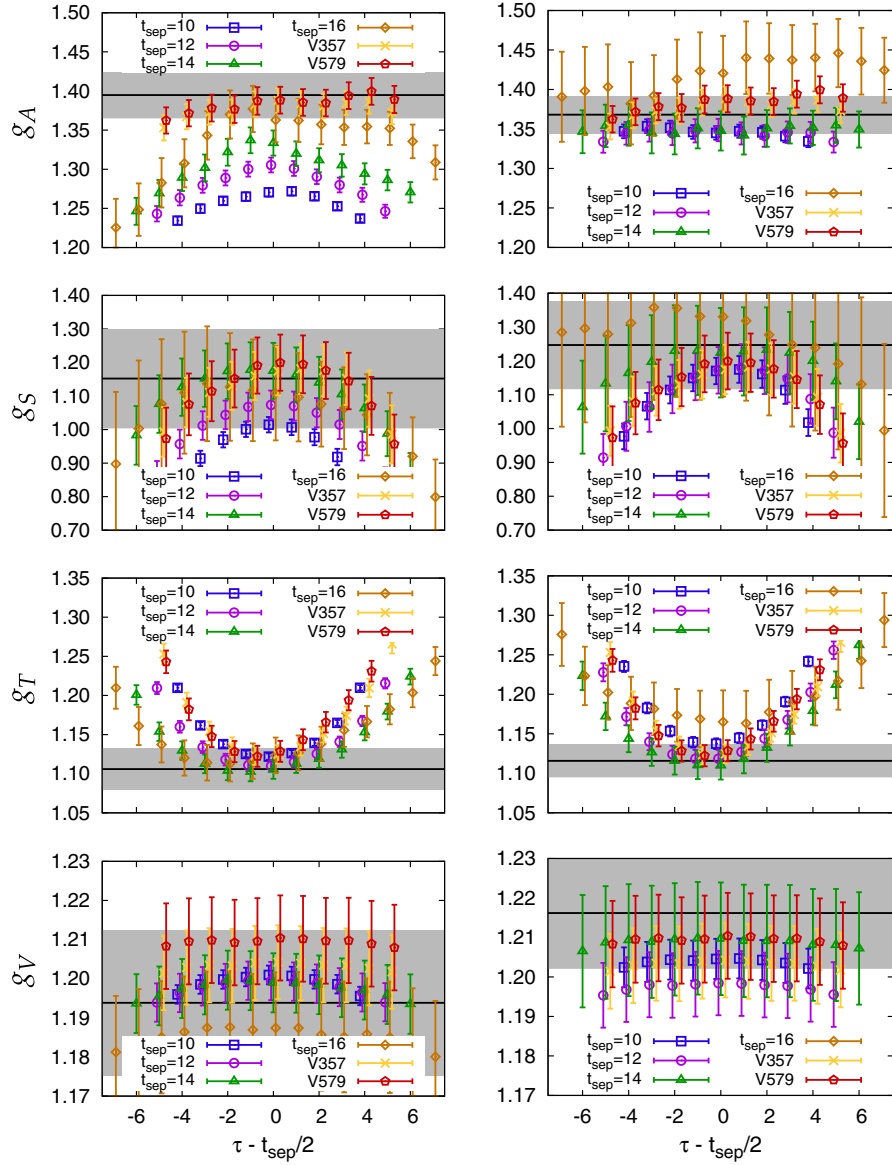 1.50
1.45
1.40
1.35
1.30
1.25
1.20
g_A
t_sep=10
t_sep=12
t_sep=14
t_sep=16
V357
V579
1.50
1.45
1.40
1.35
1.30
1.25
1.20
t_sep=10
t_sep=12
t_sep=14
t_sep=16
V357
V579
1.40
1.30
1.20
1.10
1.00
0.90
0.80
0.70
g_S
t_sep=10
t_sep=12
t_sep=14
t_sep=16
V357
V579
1.40
1.30
1.20
1.10
1.00
0.90
0.80
0.70
t_sep=10
t_sep=12
t_sep=14
t_sep=16
V357
V579
1.35
1.30
1.25
1.20
1.15
1.10
1.05
g_T
t_sep=10
t_sep=12
t_sep=14
t_sep=16
V357
V579
1.35
1.30
1.25
1.20
1.15
1.10
1.05
t_sep=10
t_sep=12
t_sep=14
t_sep=16
V357
V579
1.23
1.22
1.21
1.20
1.19
1.18
1.17
g_V
t_sep=10
t_sep=12
t_sep=14
t_sep=16
V357
V579
-6 -4 -2 0 2 4 6
τ - t_sep/2
1.23
1.22
1.21
1.20
1.19
1.18
1.17
t_sep=10
t_sep=12
t_sep=14
t_sep=16
V357
V579
-6 -4 -2 0 2 4 6
τ - t_sep/2